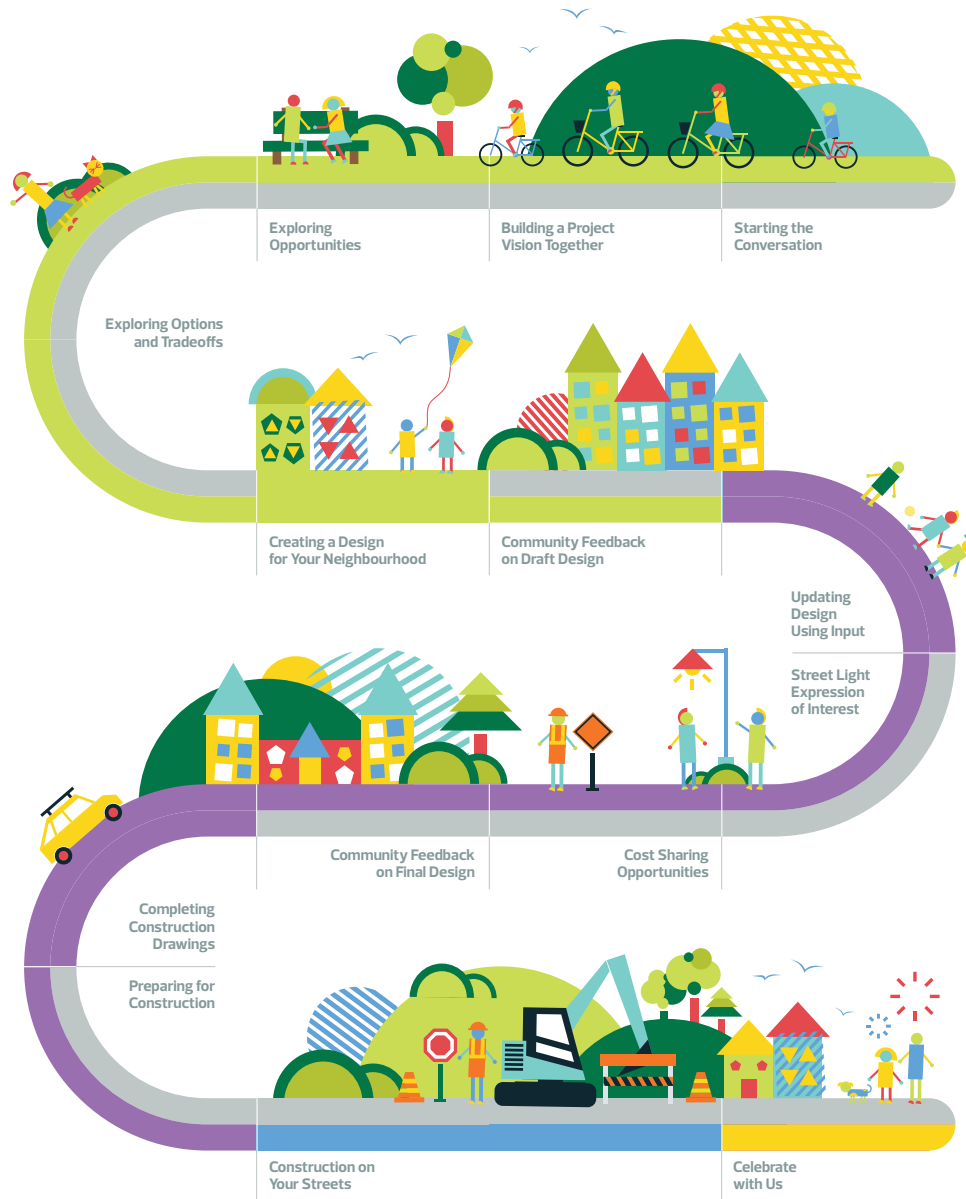 Exploring
Opportunities
Building a Project
Vision Together
Starting the
Conversation
Exploring Options
and Tradeoffs
Creating a Design
for Your Neighbourhood
Community Feedback
on Draft Design
Updating
Design
Using Input
Street Light
Expression
of Interest
Community Feedback
on Final Design
Cost Sharing
Opportunities
Completing
Construction
Drawings
Preparing for
Construction
Construction on
Your Streets
Celebrate
with Us